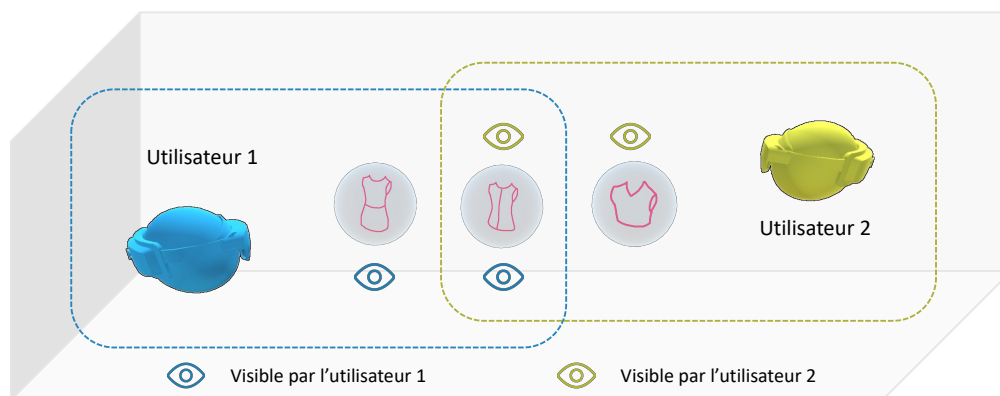 Utilisateur 1
Utilisateur 2
Visible par l’utilisateur 1
Visible par l’utilisateur 2